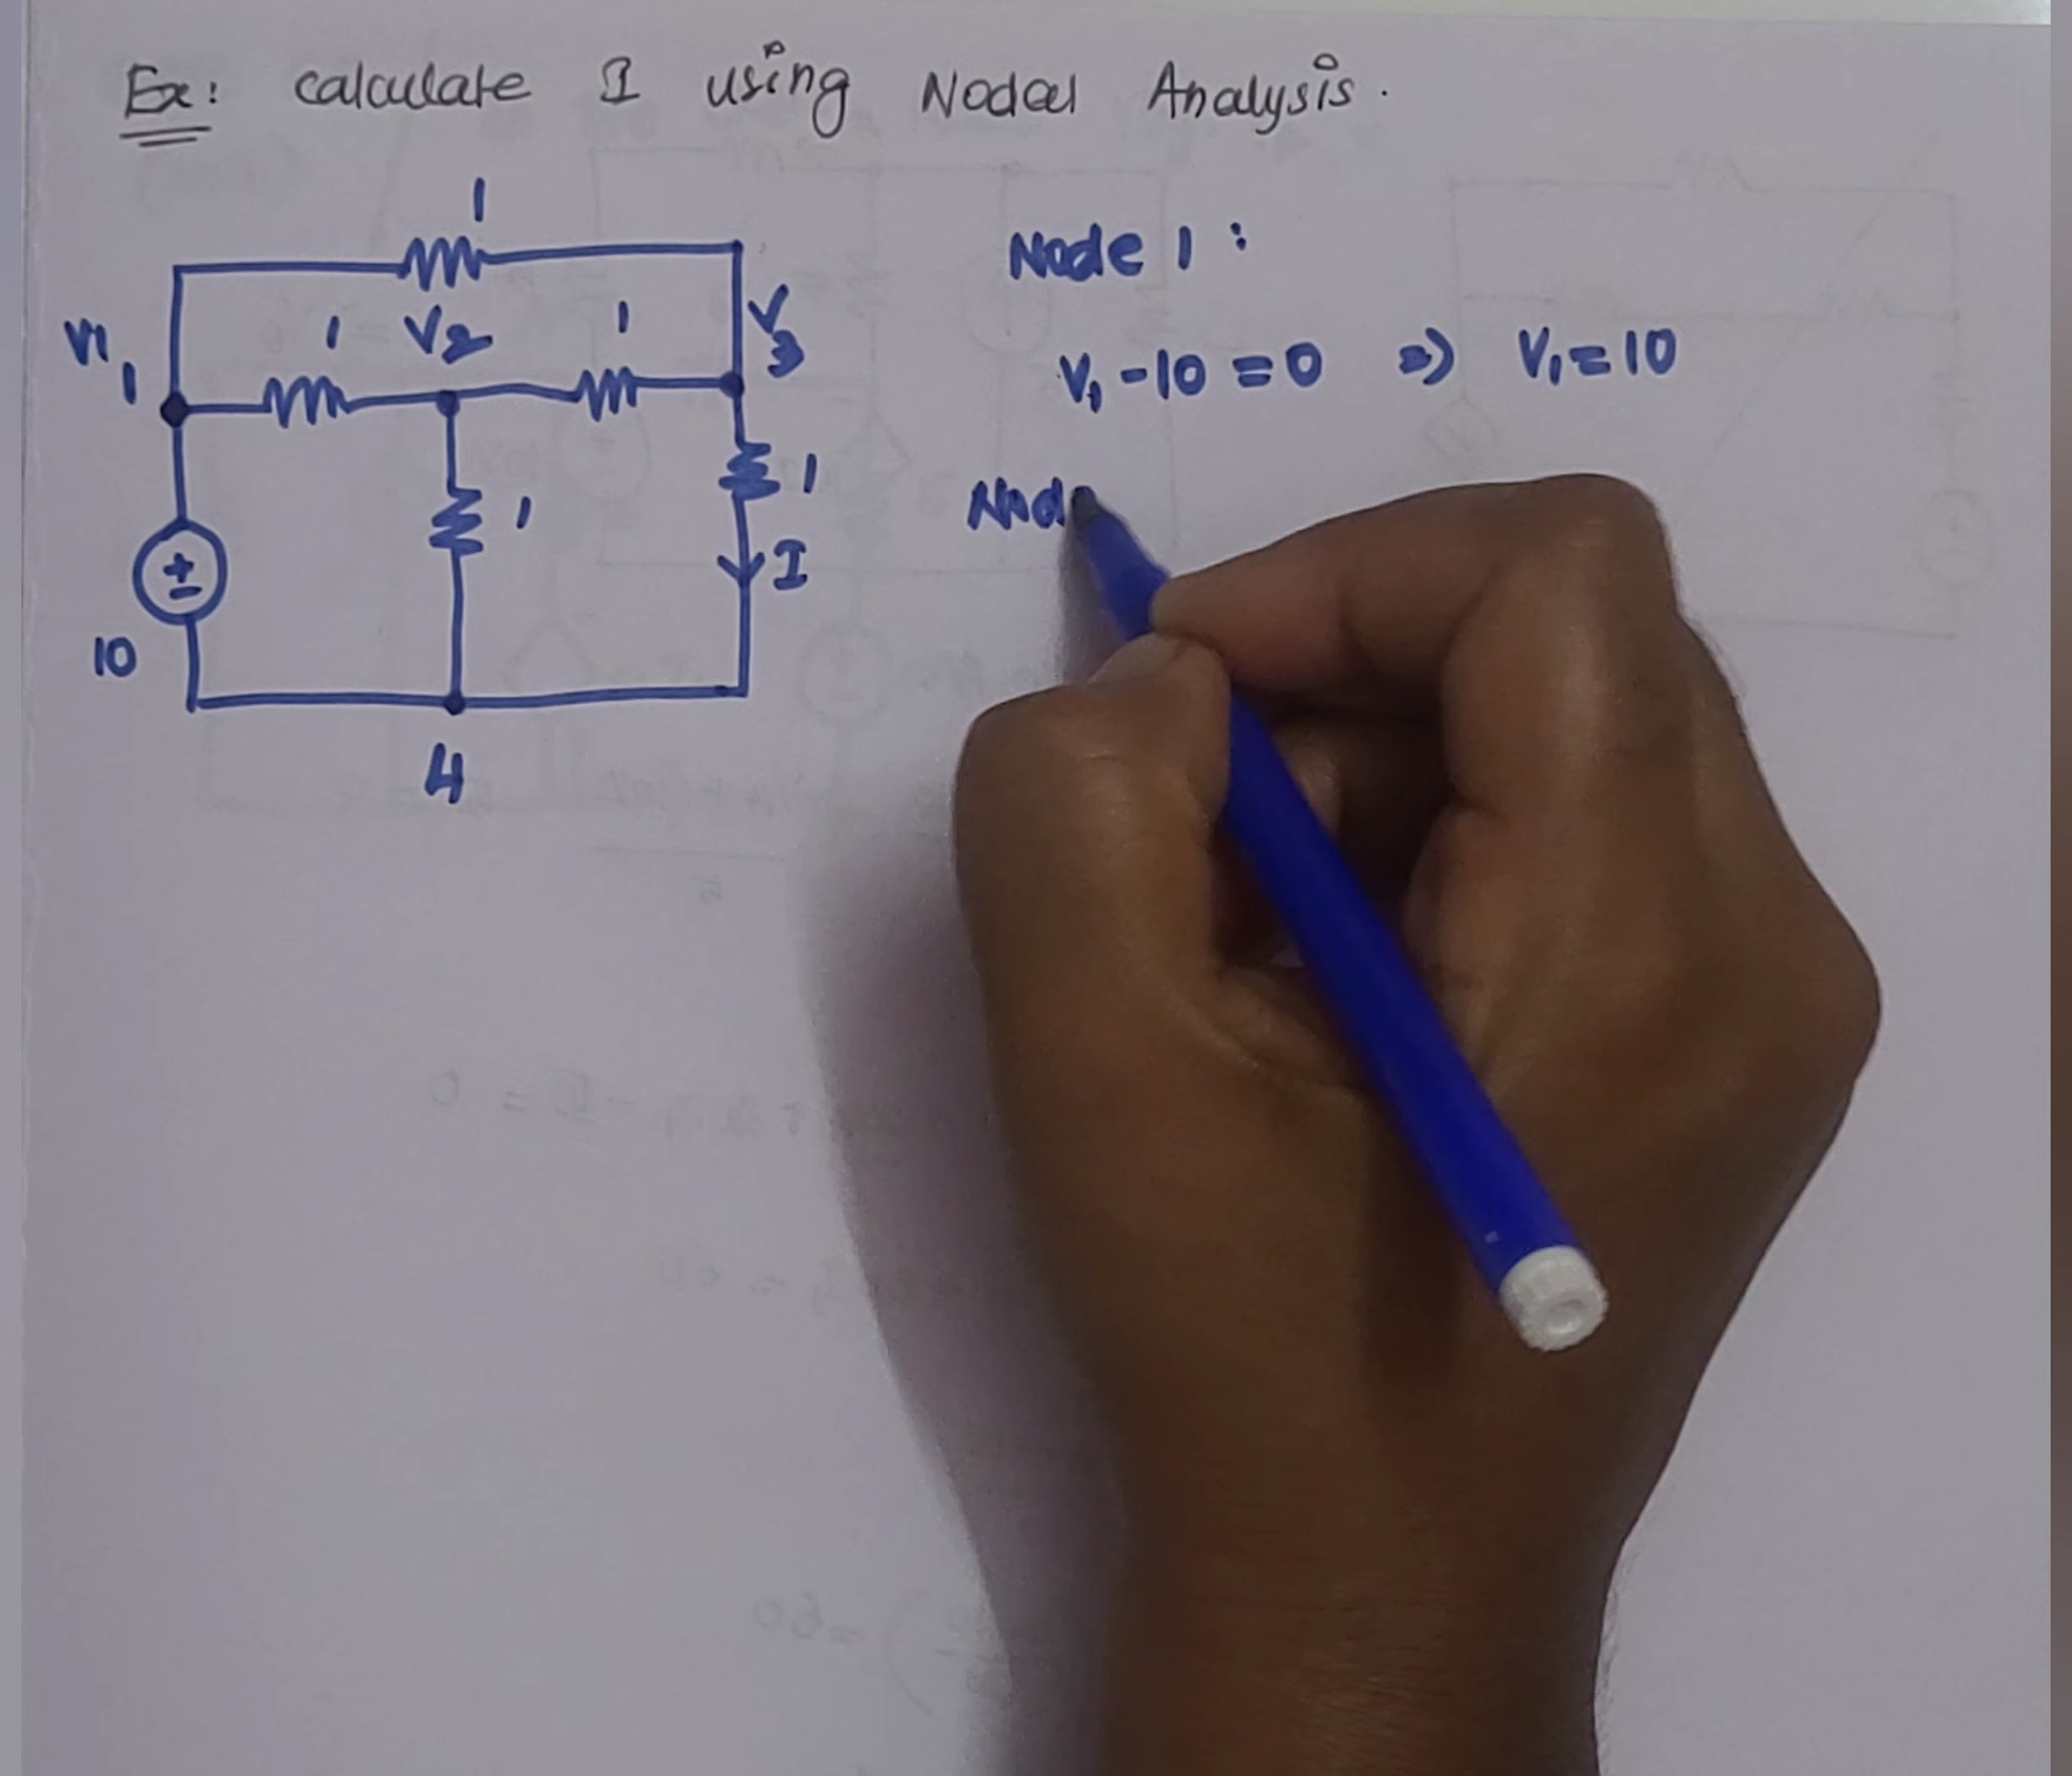 Ex: calculate I using Nodal Analysis.
1
V1 1
1 V2 1 V3
1
1
I
10
4
Node 1 :
V1 - 10 = 0 => V1 = 10
Nod